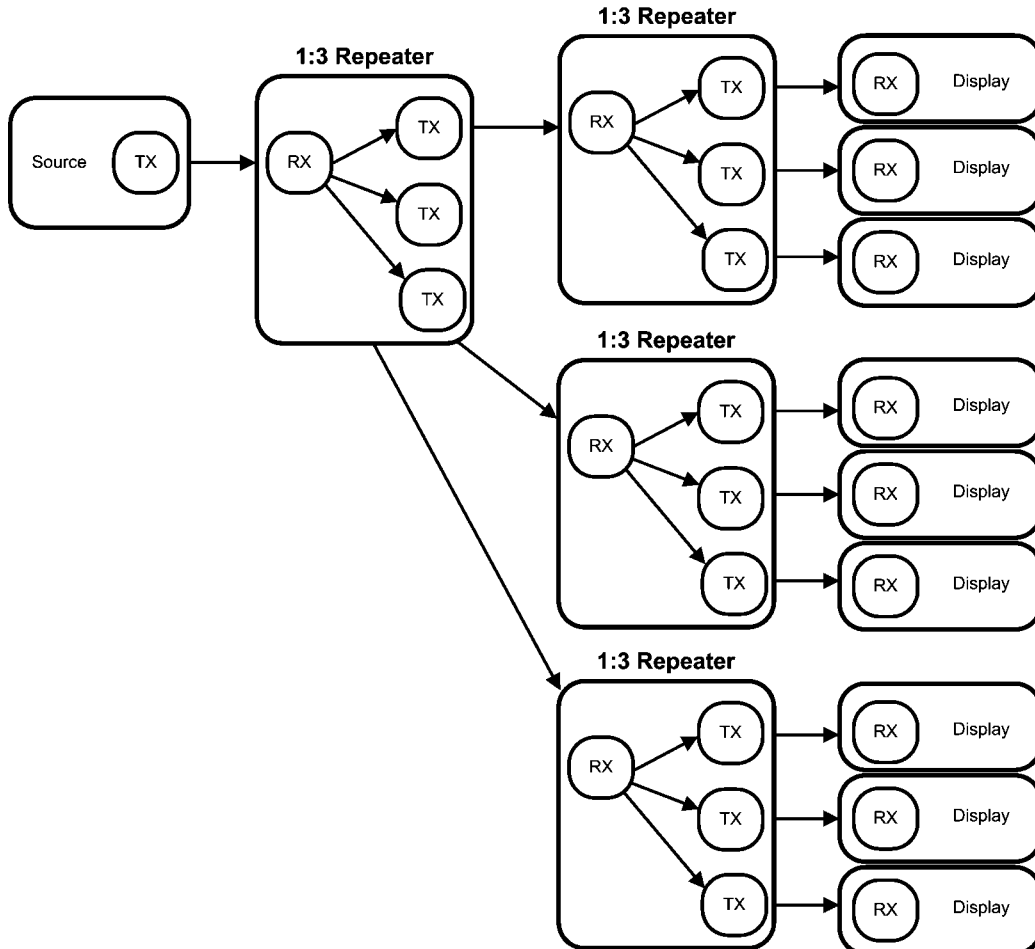 1:3 Repeater
1:3 Repeater
Source
TX
RX
TX
TX
TX
RX
TX
TX
TX
RX
Display
RX
Display
RX
Display
1:3 Repeater
RX
TX
TX
TX
RX
Display
RX
Display
RX
Display
1:3 Repeater
RX
TX
TX
TX
RX
Display
RX
Display
RX
Display